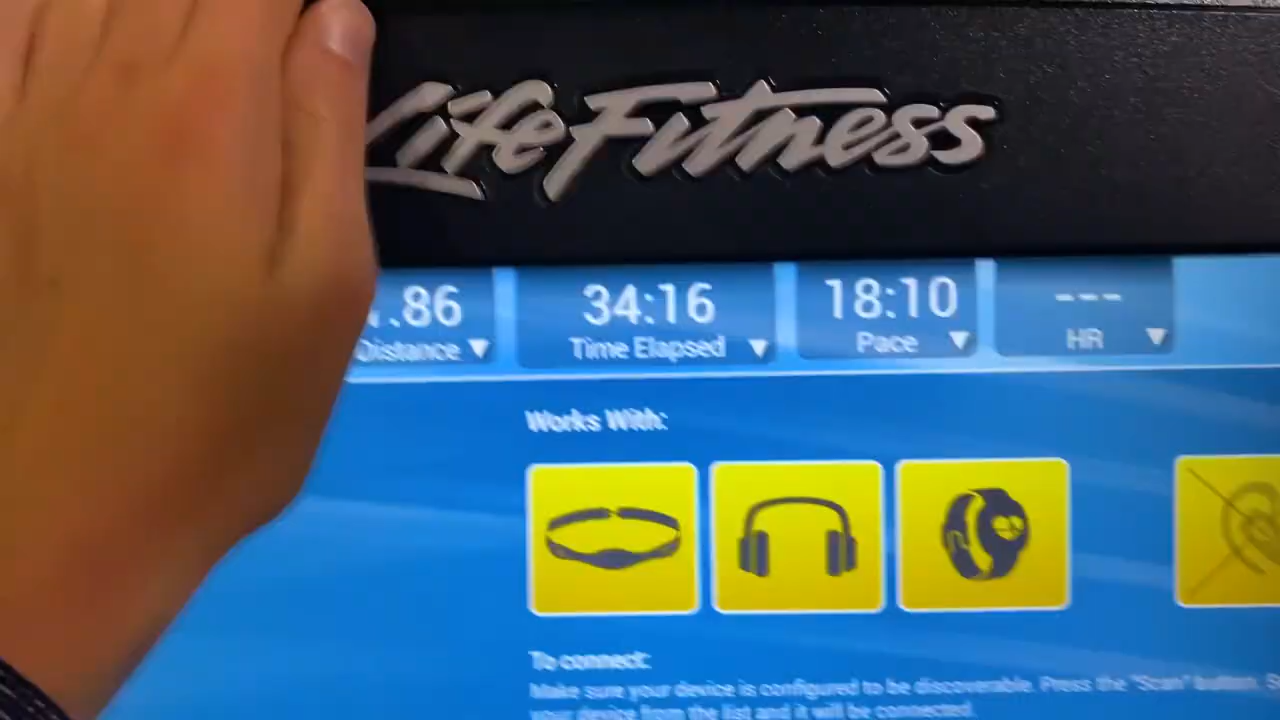 LifeFitness
.86
34:16
18:10
---
Distance
Time Elapsed
Pace
HR
Works With:
To connect:
Make sure your device is configured to be discoverable. Press the "Scan" button.
your device from the list and it will be connected.